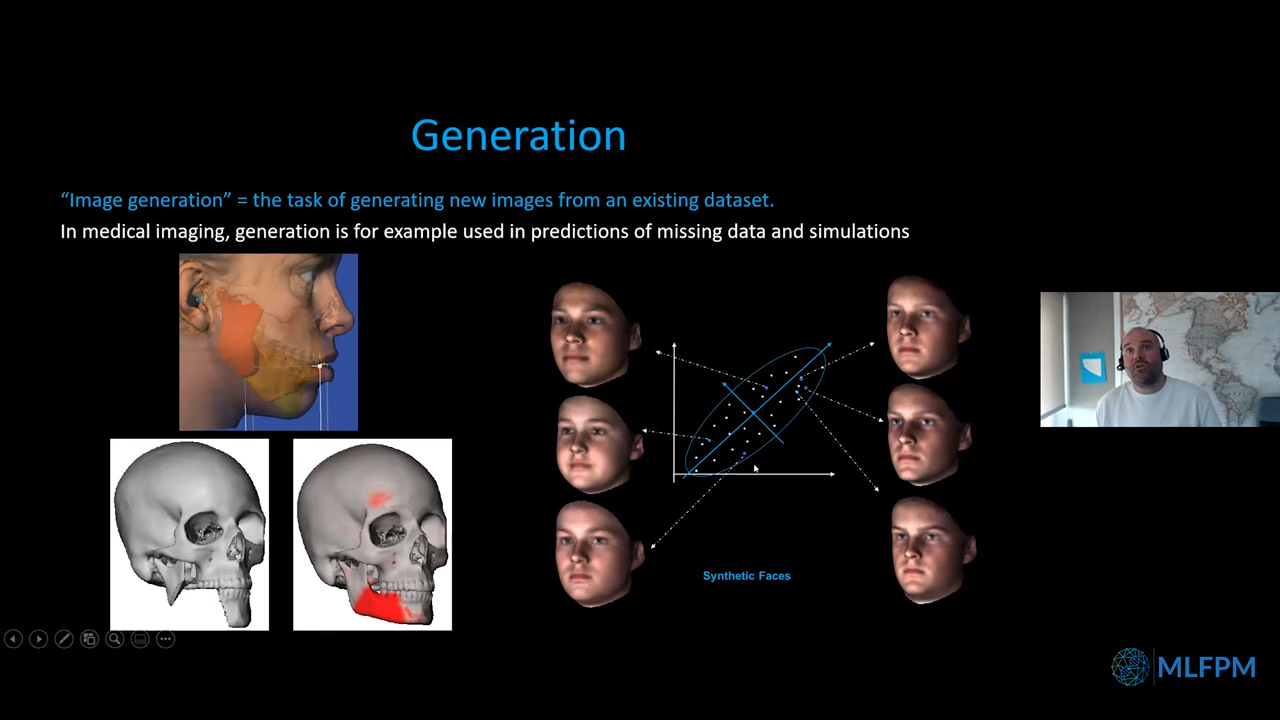 Generation
“Image generation” = the task of generating new images from an existing dataset.
In medical imaging, generation is for example used in predictions of missing data and simulations
Synthetic Faces
MLFPM